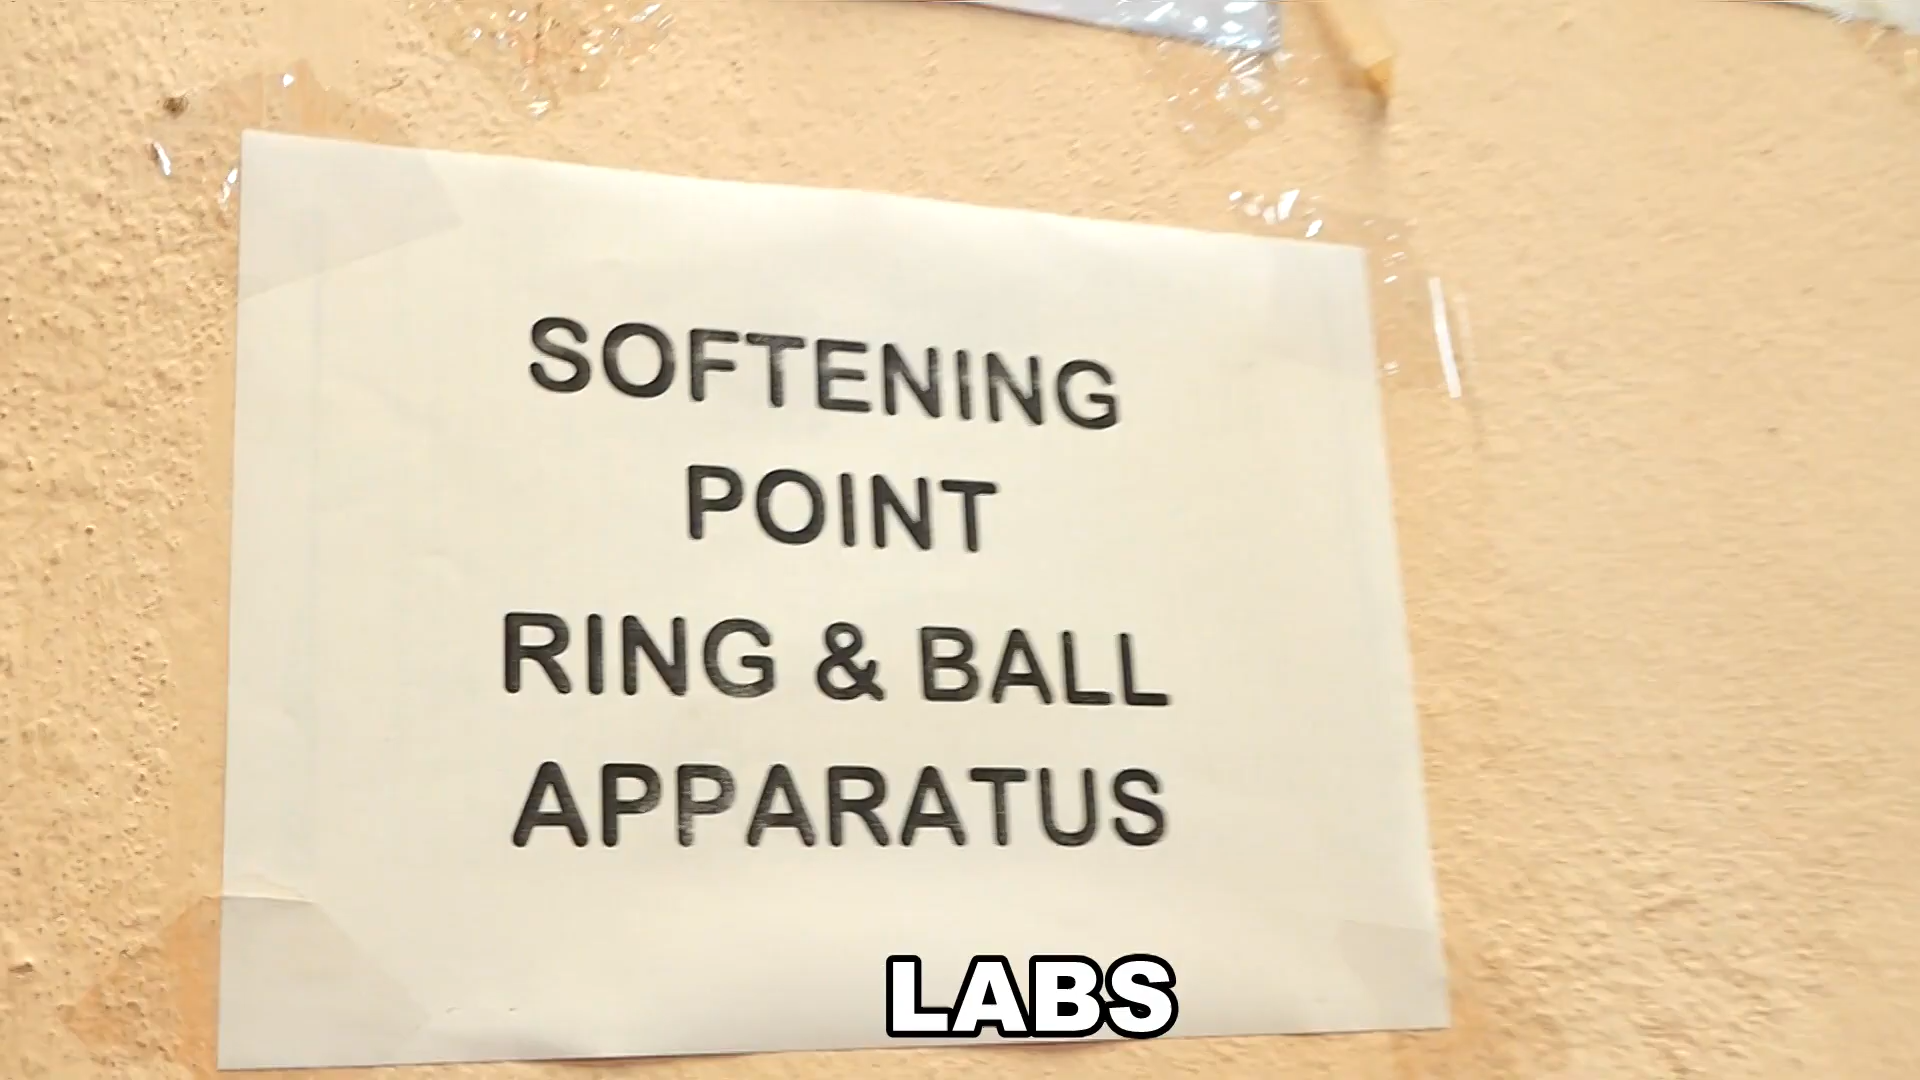 SOFTENING
POINT
RING & BALL
APPARATUS
LABS